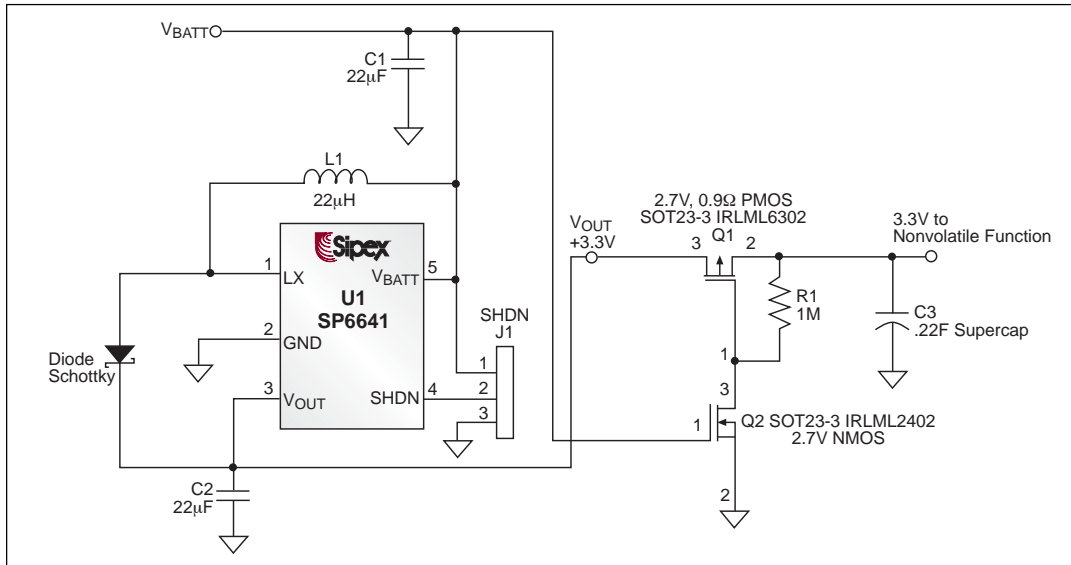 VBATT
C1
22µF
L1
22µH
2.7V, 0.9Ω PMOS
SOT23-3 IRLML6302
Q1
VOUT
+3.3V
3
2
3.3V to
Nonvolatile Function
Sipex
1
LX
VBATT
5
U1
SP6641
R1
1M
C3
.22F Supercap
SHDN
J1
2
GND
1
Diode
Schottky
3
VOUT
SHDN
4
1
2
3
1
3
Q2 SOT23-3 IRLML2402
2.7V NMOS
2
C2
22µF